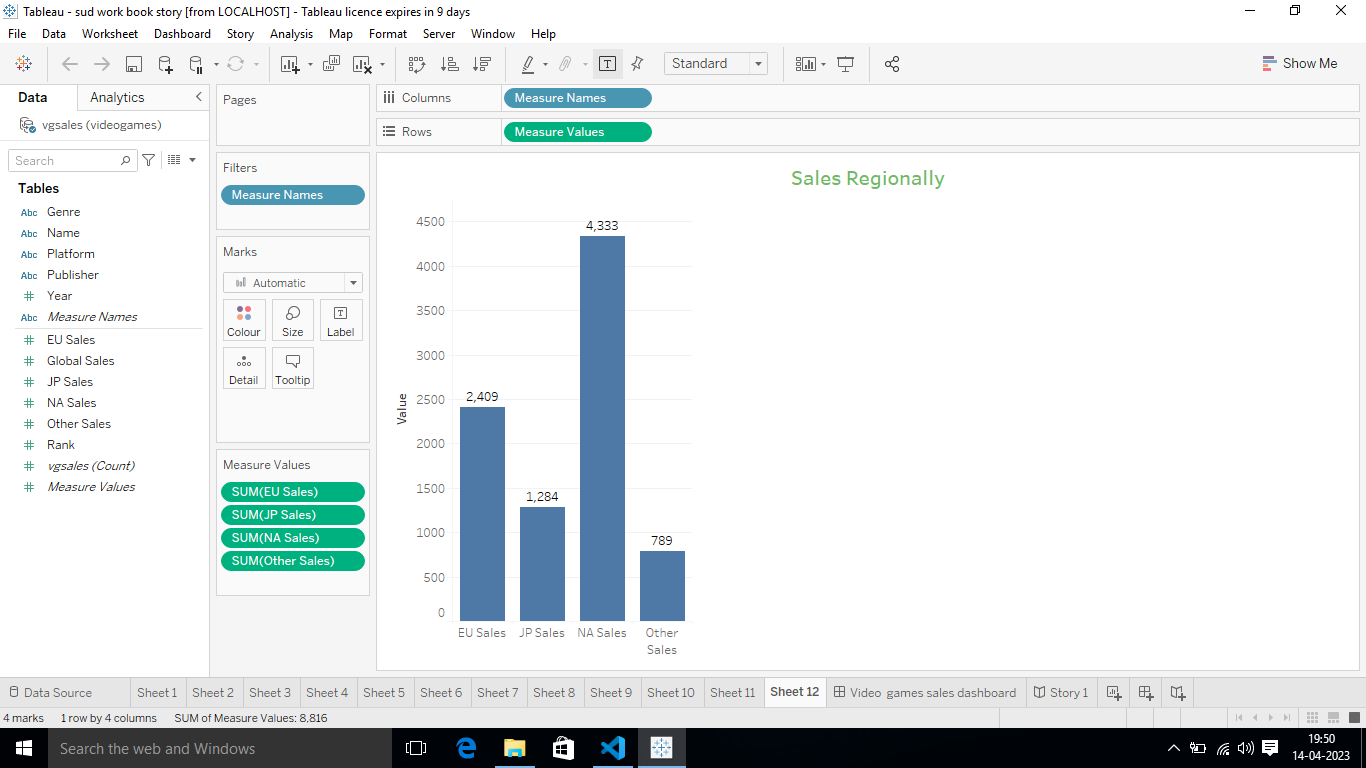 Tableau - sud work book story [from LOCALHOST] - Tableau licence expires in 9 days
File Data Worksheet Dashboard Story Analysis Map Format Server Window Help
Standard Show Me
Data Analytics
vgsales (videogames)
Search
Tables
Abc Genre
Abc Name
Abc Platform
Abc Publisher
Year
Abc Measure Names
EU Sales
Global Sales
JP Sales
NA Sales
Other Sales
Rank
vgsales (Count)
Measure Values
Pages
Filters
Measure Names
Marks
Automatic
Colour Size Label
Detail Tooltip
Measure Values
SUM(EU Sales)
SUM(JP Sales)
SUM(NA Sales)
SUM(Other Sales)
Columns Measure Names
Rows Measure Values
Sales Regionally
Value
4500
4000
3500
3000
2500
2000
1500
1000
500
0
2,409
1,284
4,333
789
EU Sales JP Sales NA Sales Other
Sales
Data Source Sheet 1 Sheet 2 Sheet 3 Sheet 4 Sheet 5 Sheet 6 Sheet 7 Sheet 8 Sheet 9 Sheet 10 Sheet 11 Sheet 12 Video games sales dashboard Story 1
4 marks 1 row by 4 columns SUM of Measure Values: 8,816
Search the web and Windows
19:50
14-04-2023